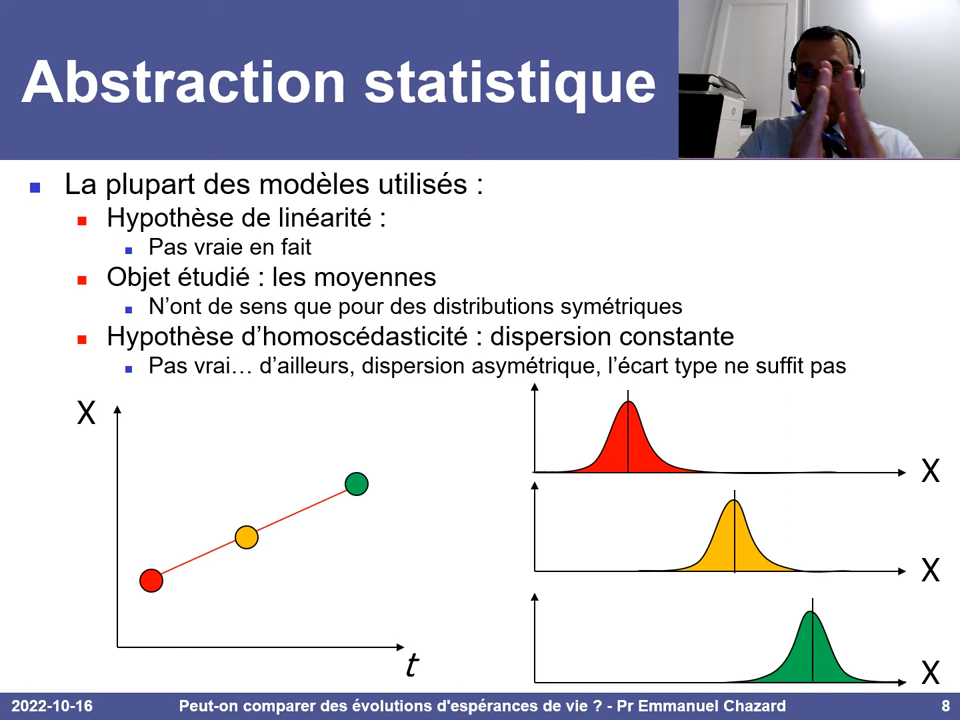 Abstraction statistique
La plupart des modèles utilisés :
Hypothèse de linéarité :
Pas vraie en fait
Objet étudié : les moyennes
N’ont de sens que pour des distributions symétriques
Hypothèse d’homoscédasticité : dispersion constante
Pas vrai… d’ailleurs, dispersion asymétrique, l’écart type ne suffit pas
X
t
X
X
X
2022-10-16 Peut-on comparer des évolutions d'espérances de vie ? - Pr Emmanuel Chazard 8